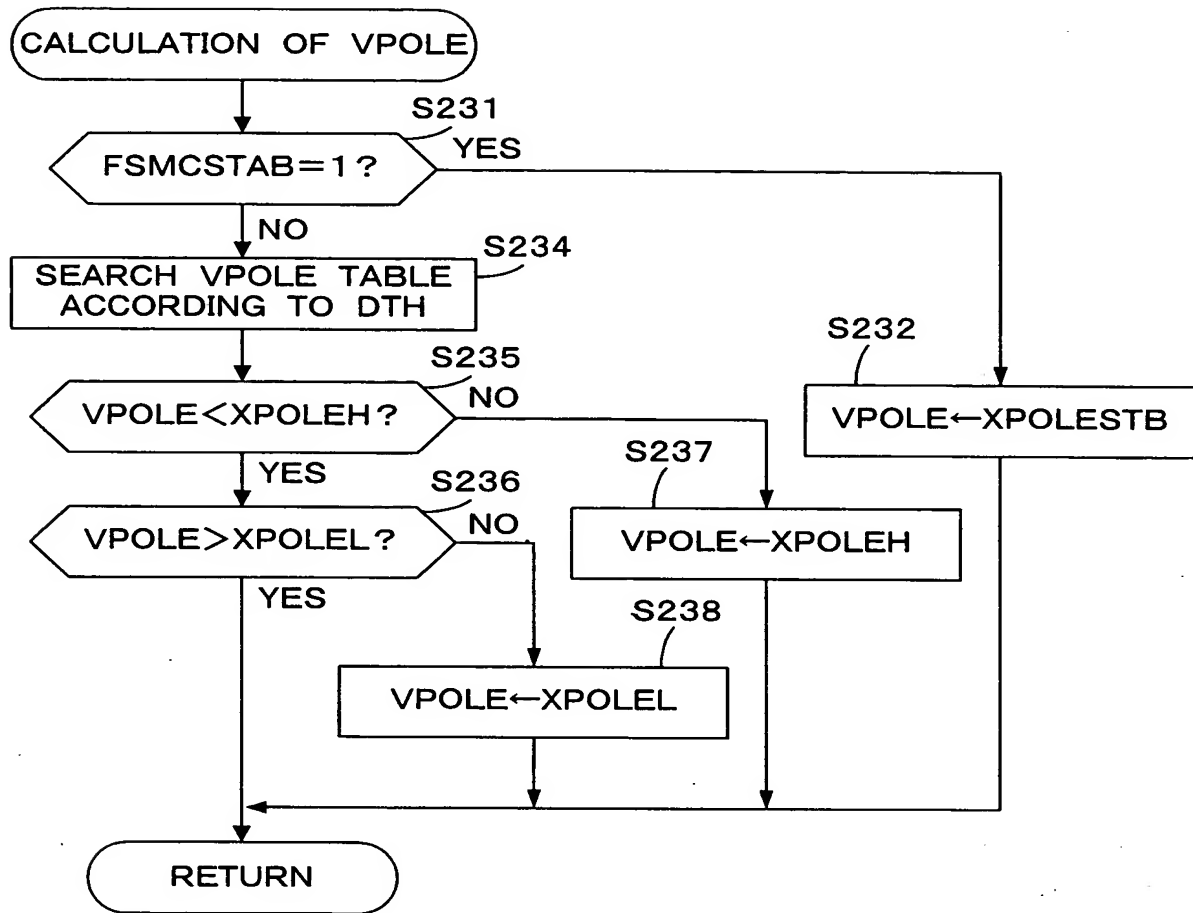 CALCULATION OF VPOLE
S231
FSMCSTAB=1?
YES
NO
S234
SEARCH VPOLE TABLE
ACCORDING TO DTH
S232
VPOLE←XPOLESTB
S235
VPOLE<XPOLEH?
NO
YES
S237
VPOLE←XPOLEH
S236
VPOLE>XPOLEL?
NO
YES
S238
VPOLE←XPOLEL
RETURN